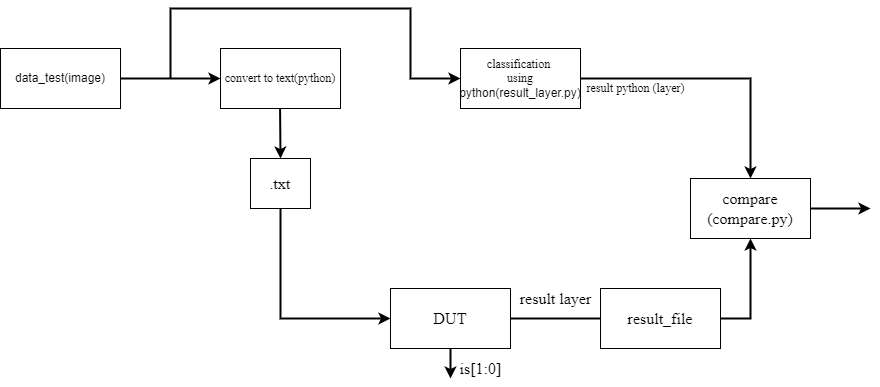 data_test(image)
convert to text(python)
classification
using
python(result_layer.py)
result python (layer)
.txt
compare
(compare.py)
result layer
DUT
result_file
is[1:0]